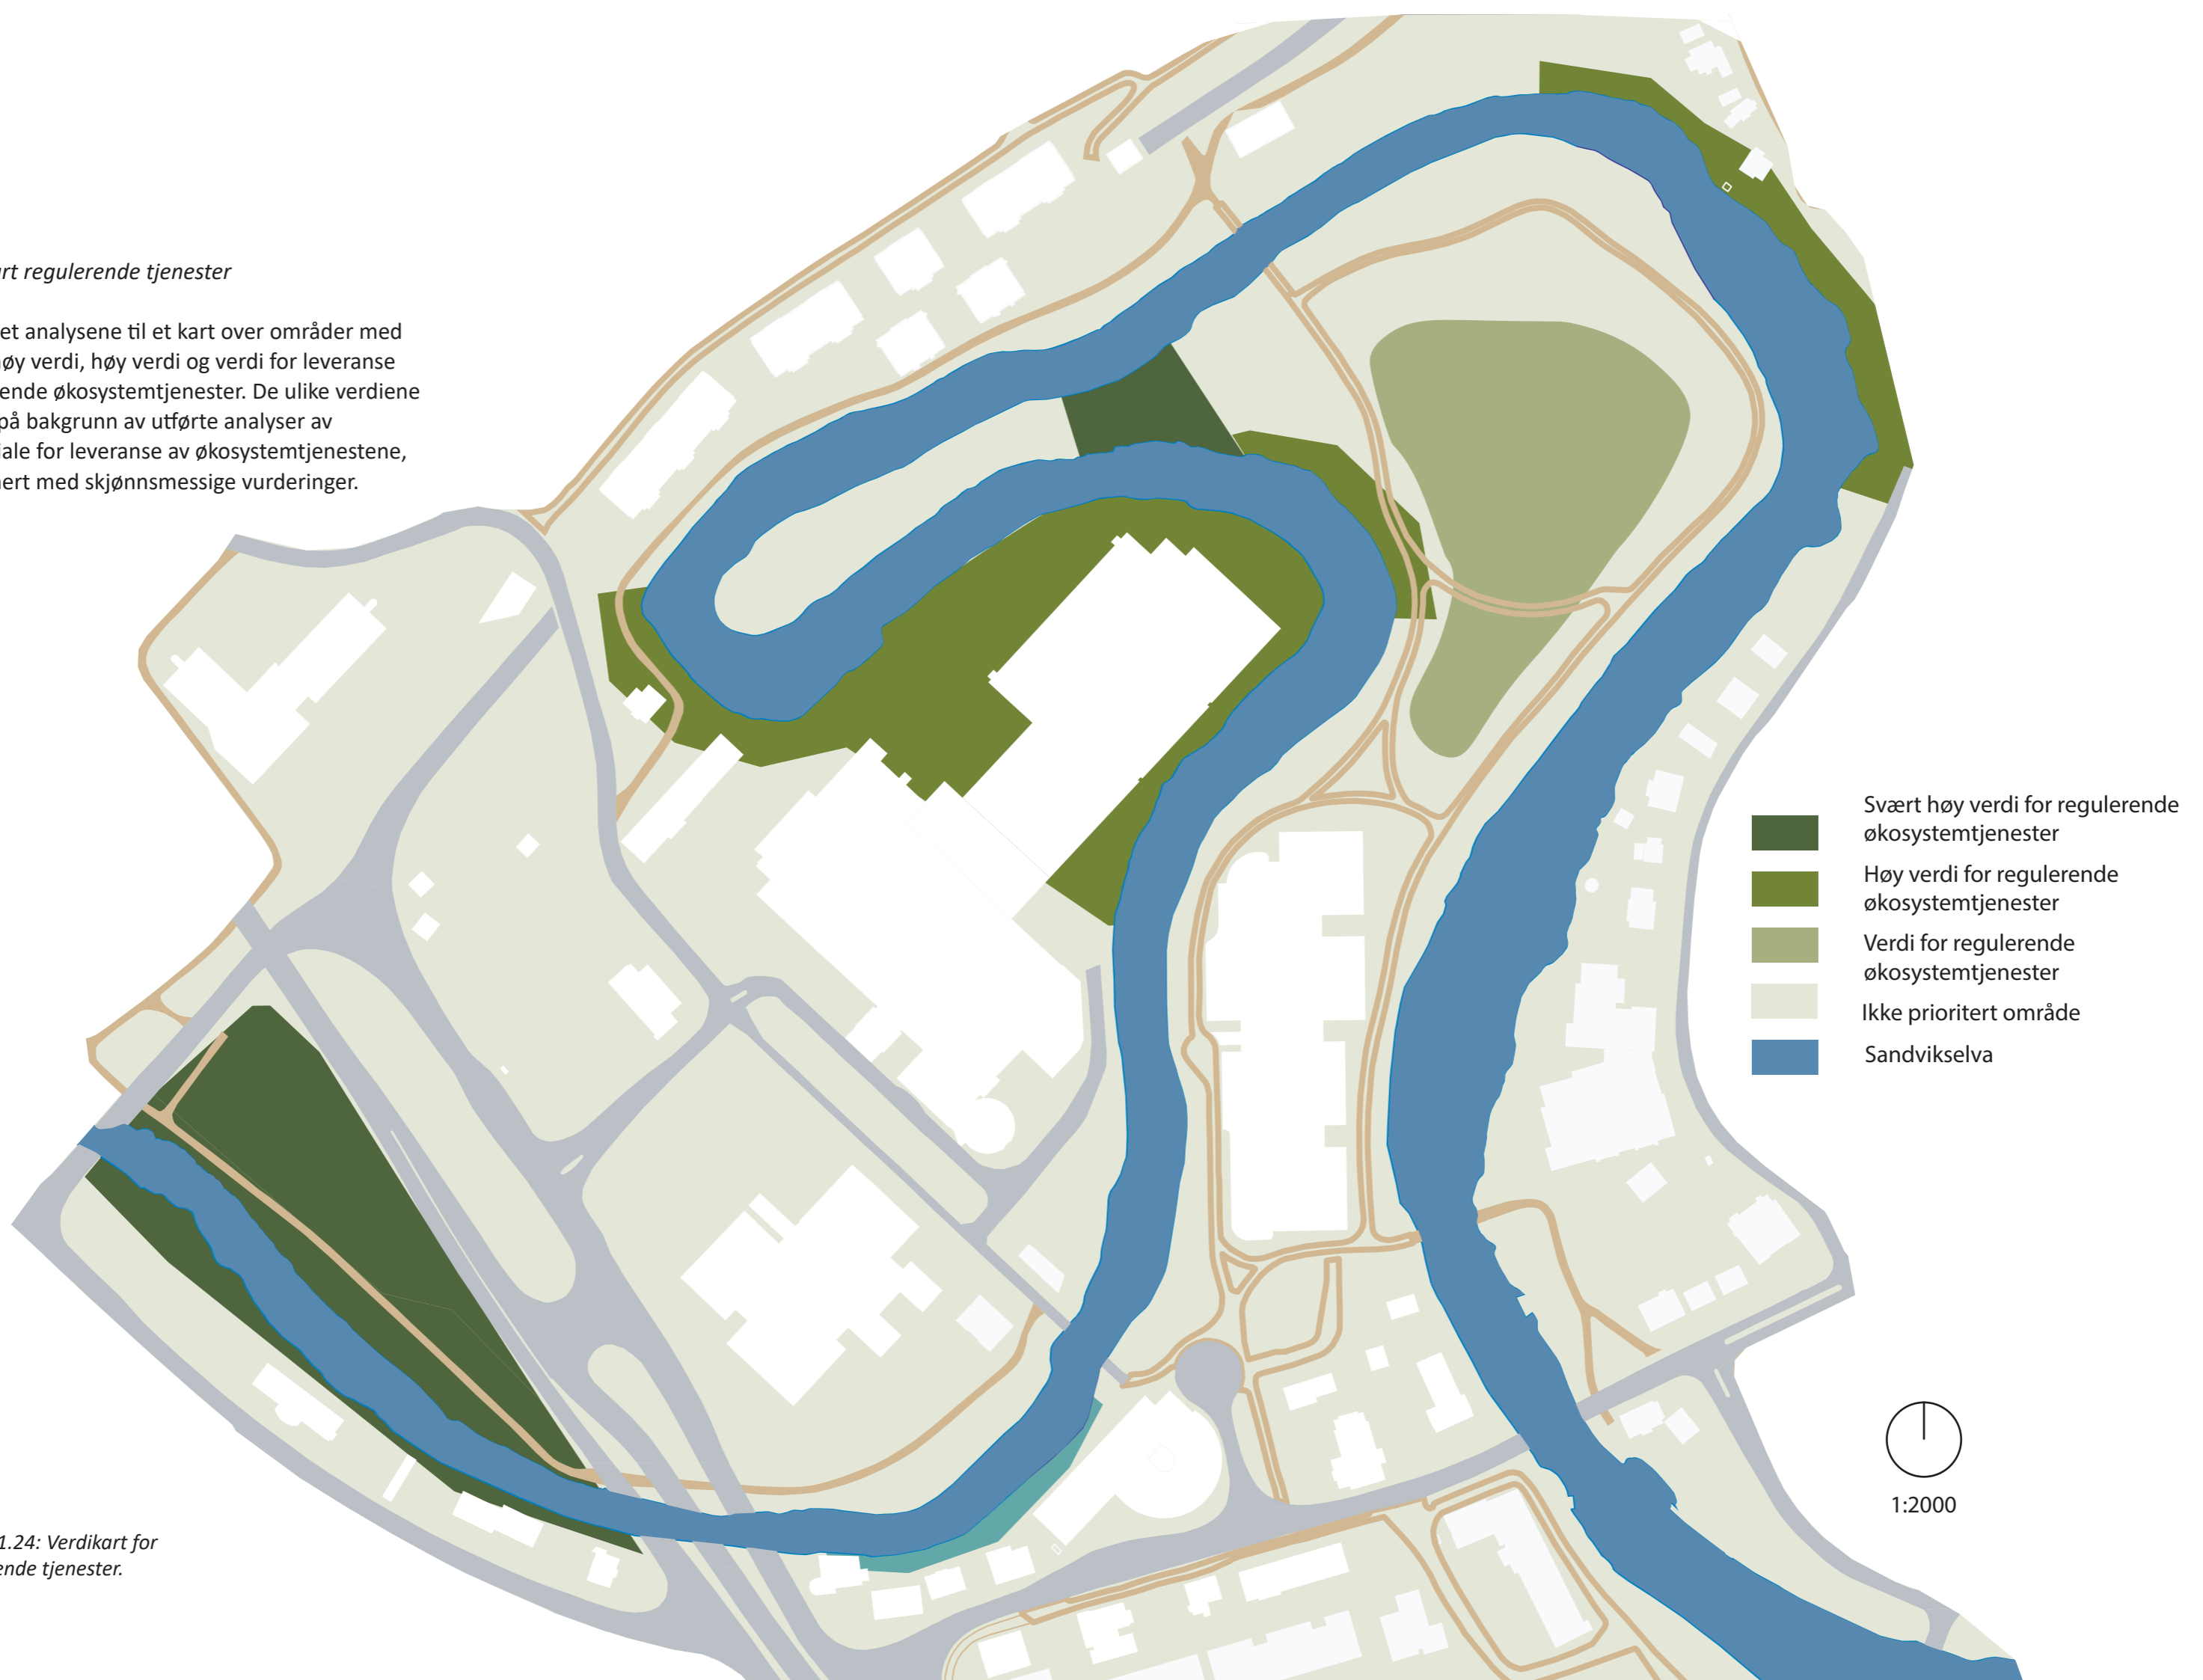 rt regulerende tjenester
et analysene til et kart over områder med
øy verdi, høy verdi og verdi for leveranse
ende økosystemtjenester. De ulike verdiene
på bakgrunn av utførte analyser av
iale for leveranse av økosystemtjenestene,
ert med skjønnsmessige vurderinger.
Svært høy verdi for regulerende
økosystemtjenester
Høy verdi for regulerende
økosystemtjenester
Verdi for regulerende
økosystemtjenester
Ikke prioritert område
Sandvikselva
1:2000
1.24: Verdikart for
ende tjenester.